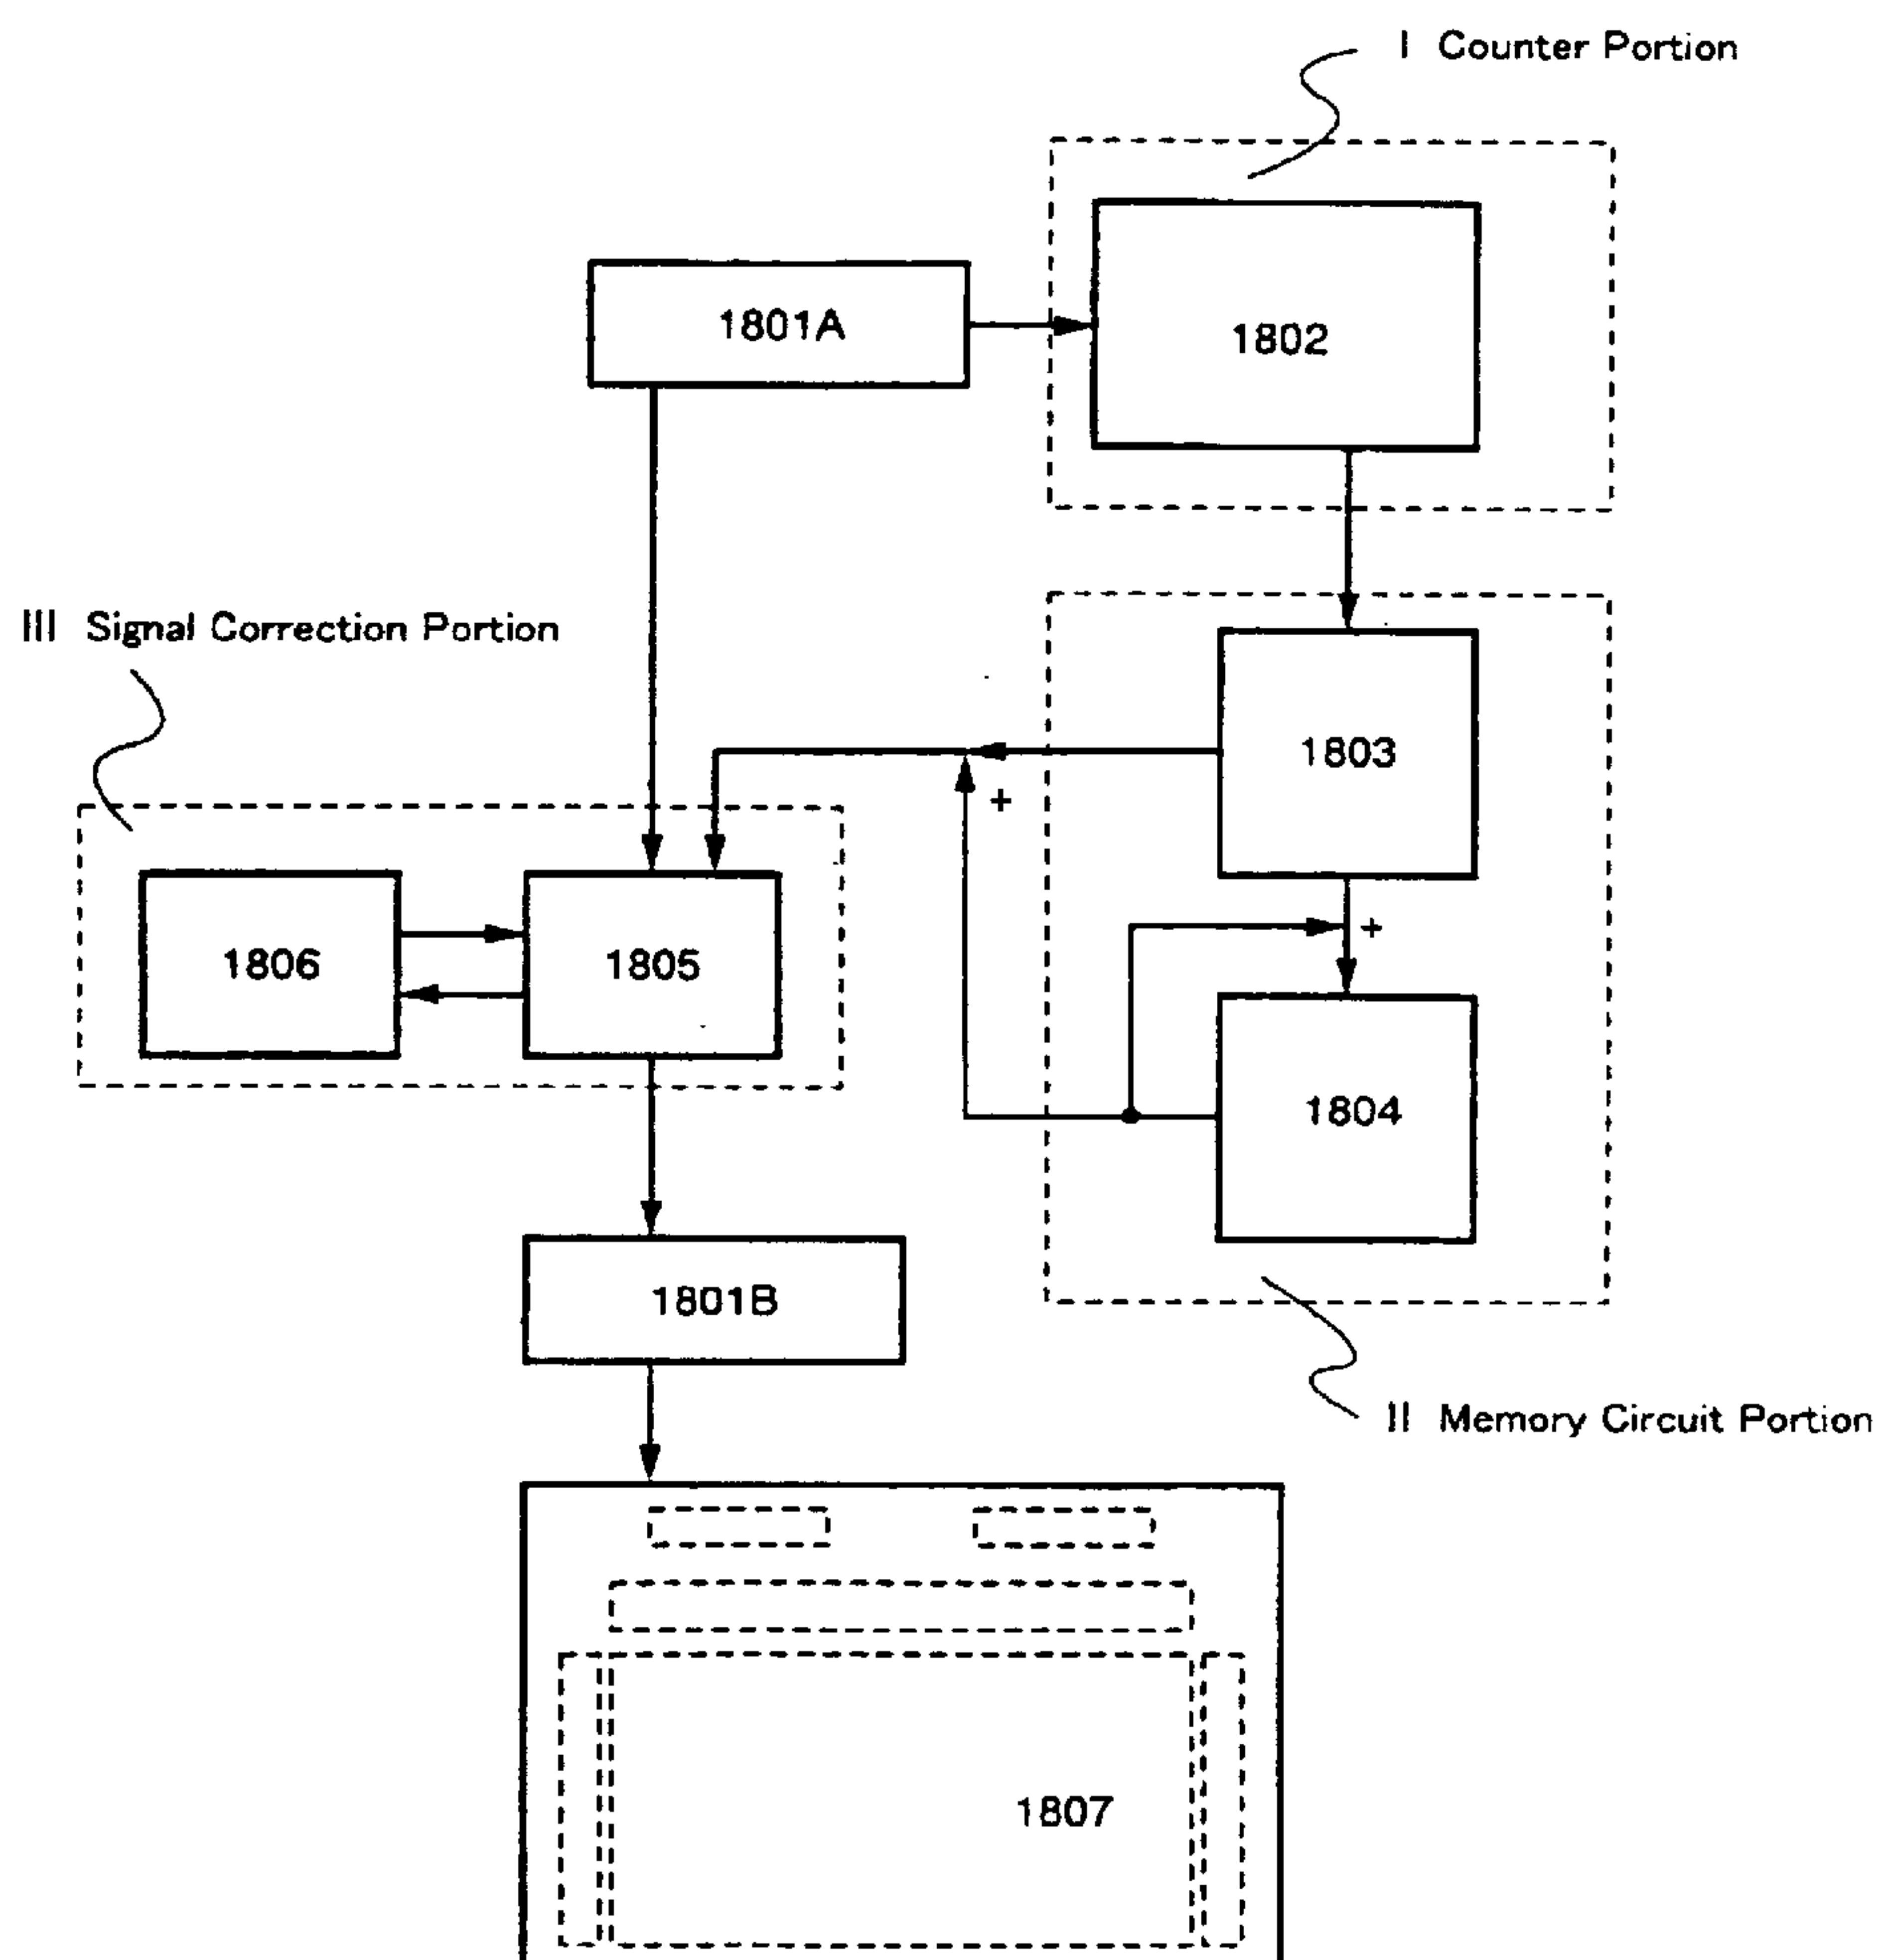 I Counter Portion
1801A
1802
III Signal Correction Portion
1803
+
+
1806
1805
1804
1801B
II Memory Circuit Portion
1807